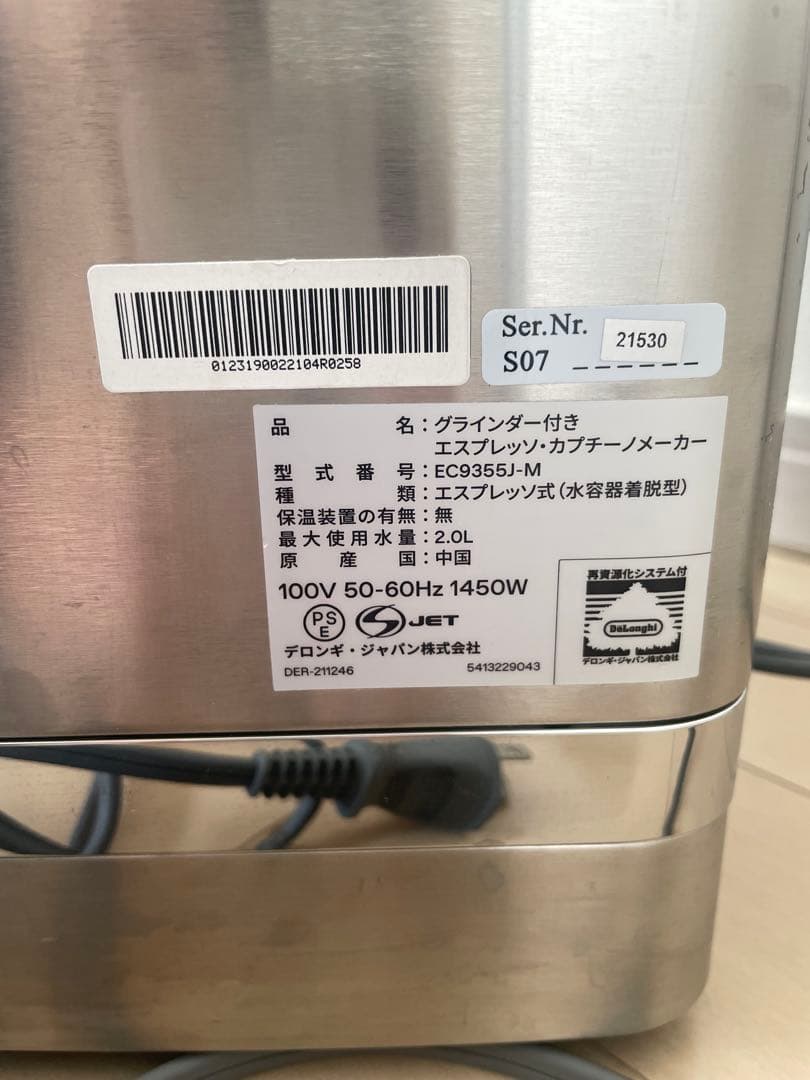 0123190022104R0258
Ser.Nr. 21530
S07 _ _ _ _ _ _
品名：グラインダー付き
エスプレッソ・カプチーノメーカー
型式番号：EC9355J-M
種類：エスプレッソ式（水容器着脱型）
保温装置の有無：無
最大使用水量：2.0L
原産国：中国
100V 50-60Hz 1450W
PS
E
S JET
デロンギ・ジャパン株式会社
DER-211246 5413229043
再資源化システム付
DeLonghi
デロンギ・ジャパン株式会社